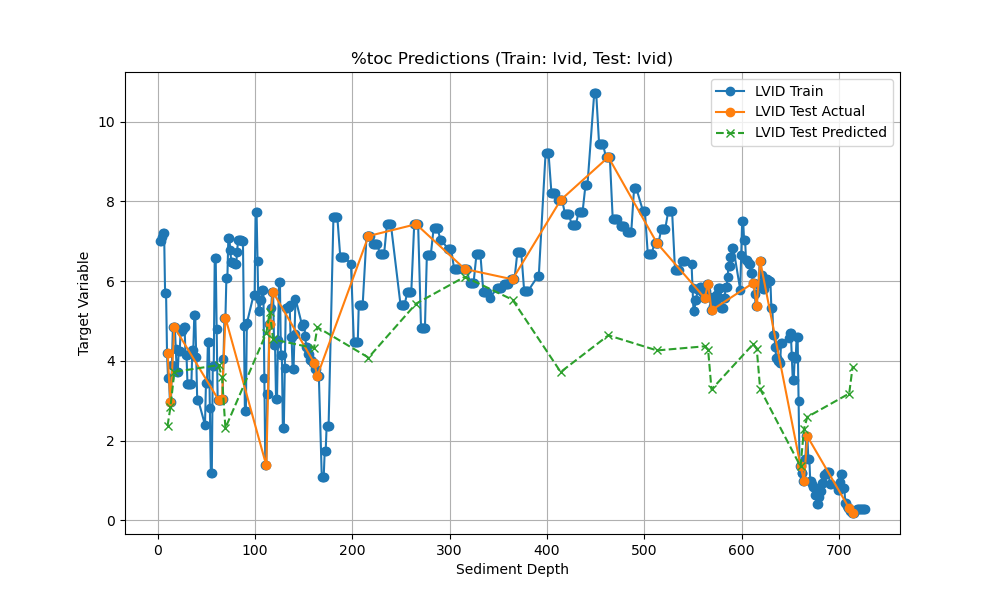 %toc Predictions (Train: lvid, Test: lvid)
LVID Train
LVID Test Actual
LVID Test Predicted
Target Variable
10
8
6
4
2
0
0 100 200 300 400 500 600 700
Sediment Depth